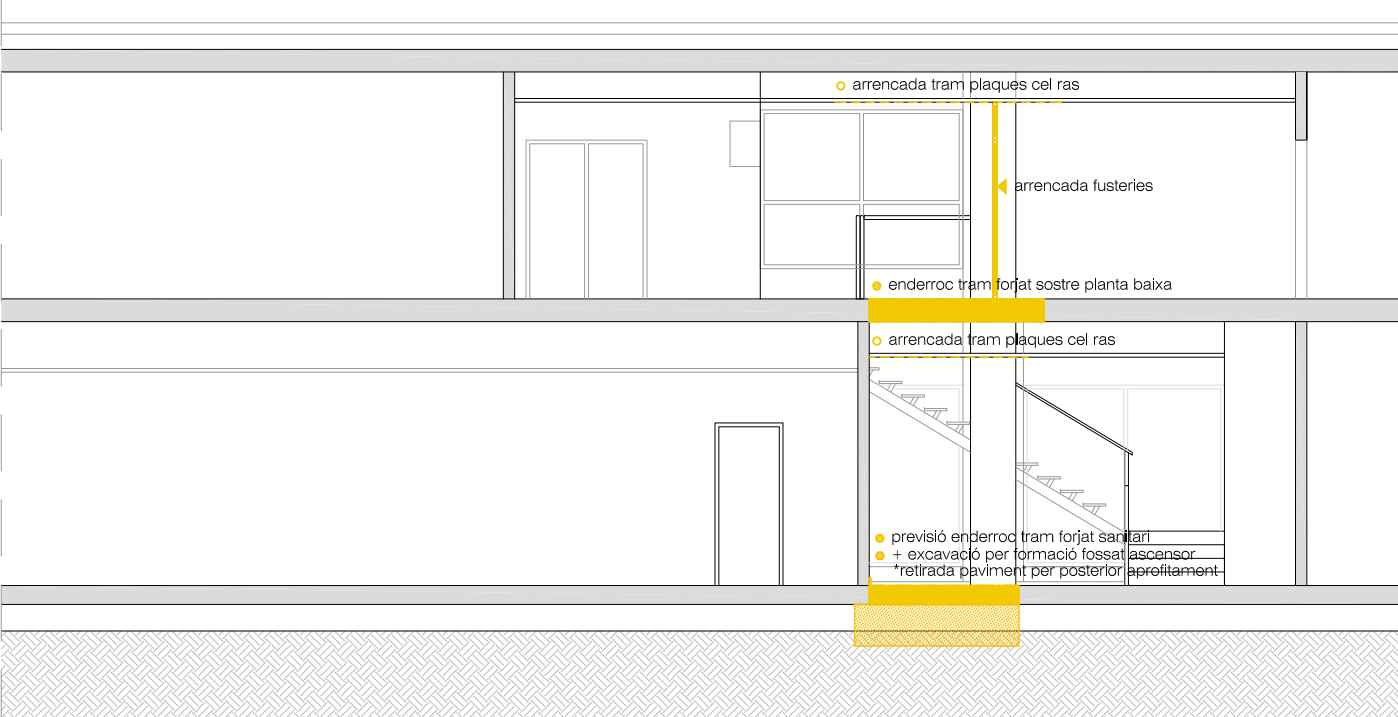 arrencada tram plaques cel ras
arrencada fusteries
enderroc tram forjat sostre planta baixa
arrencada tram plaques cel ras
previsió enderroc tram forjat sanitari
+ excavació per formació fossat ascensor
*retirada paviment per posterior aprofitament